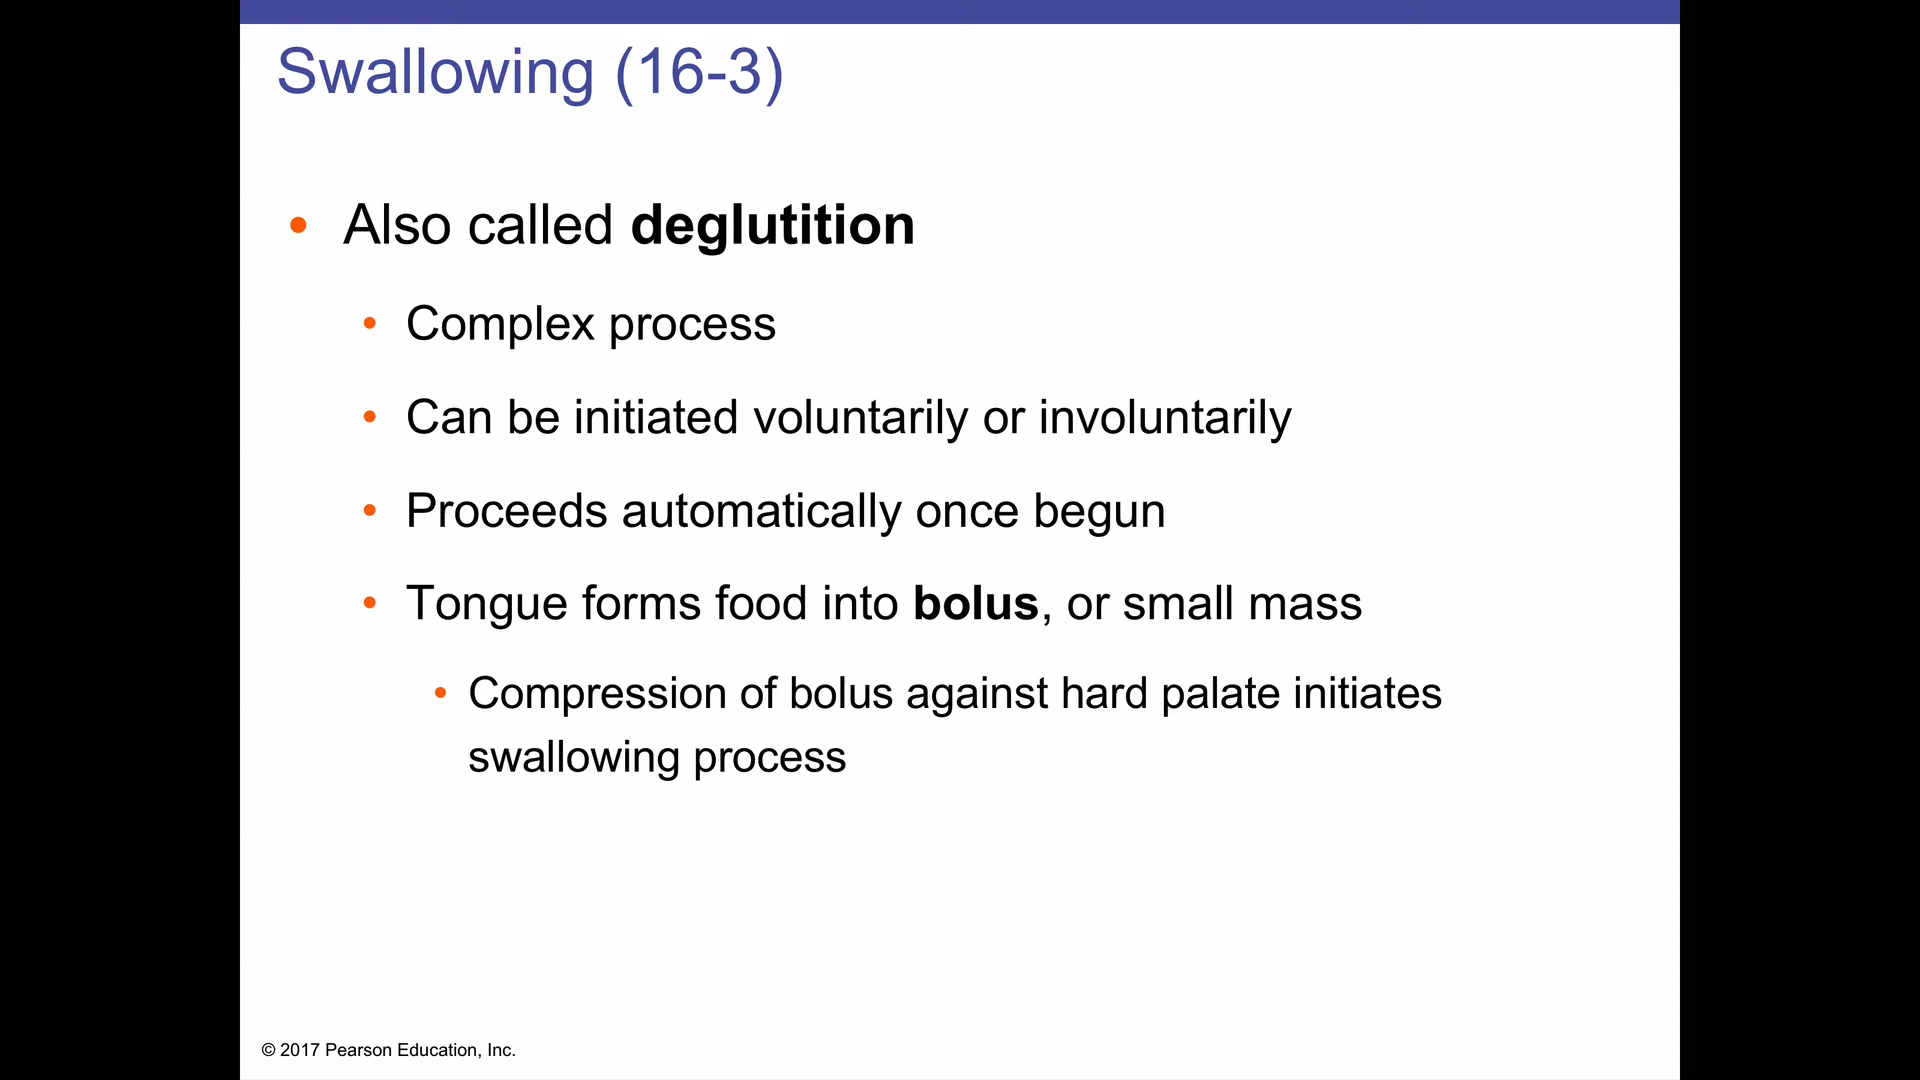 Swallowing (16-3)
• Also called deglutition
• Complex process
• Can be initiated voluntarily or involuntarily
• Proceeds automatically once begun
• Tongue forms food into bolus, or small mass
• Compression of bolus against hard palate initiates
swallowing process
© 2017 Pearson Education, Inc.